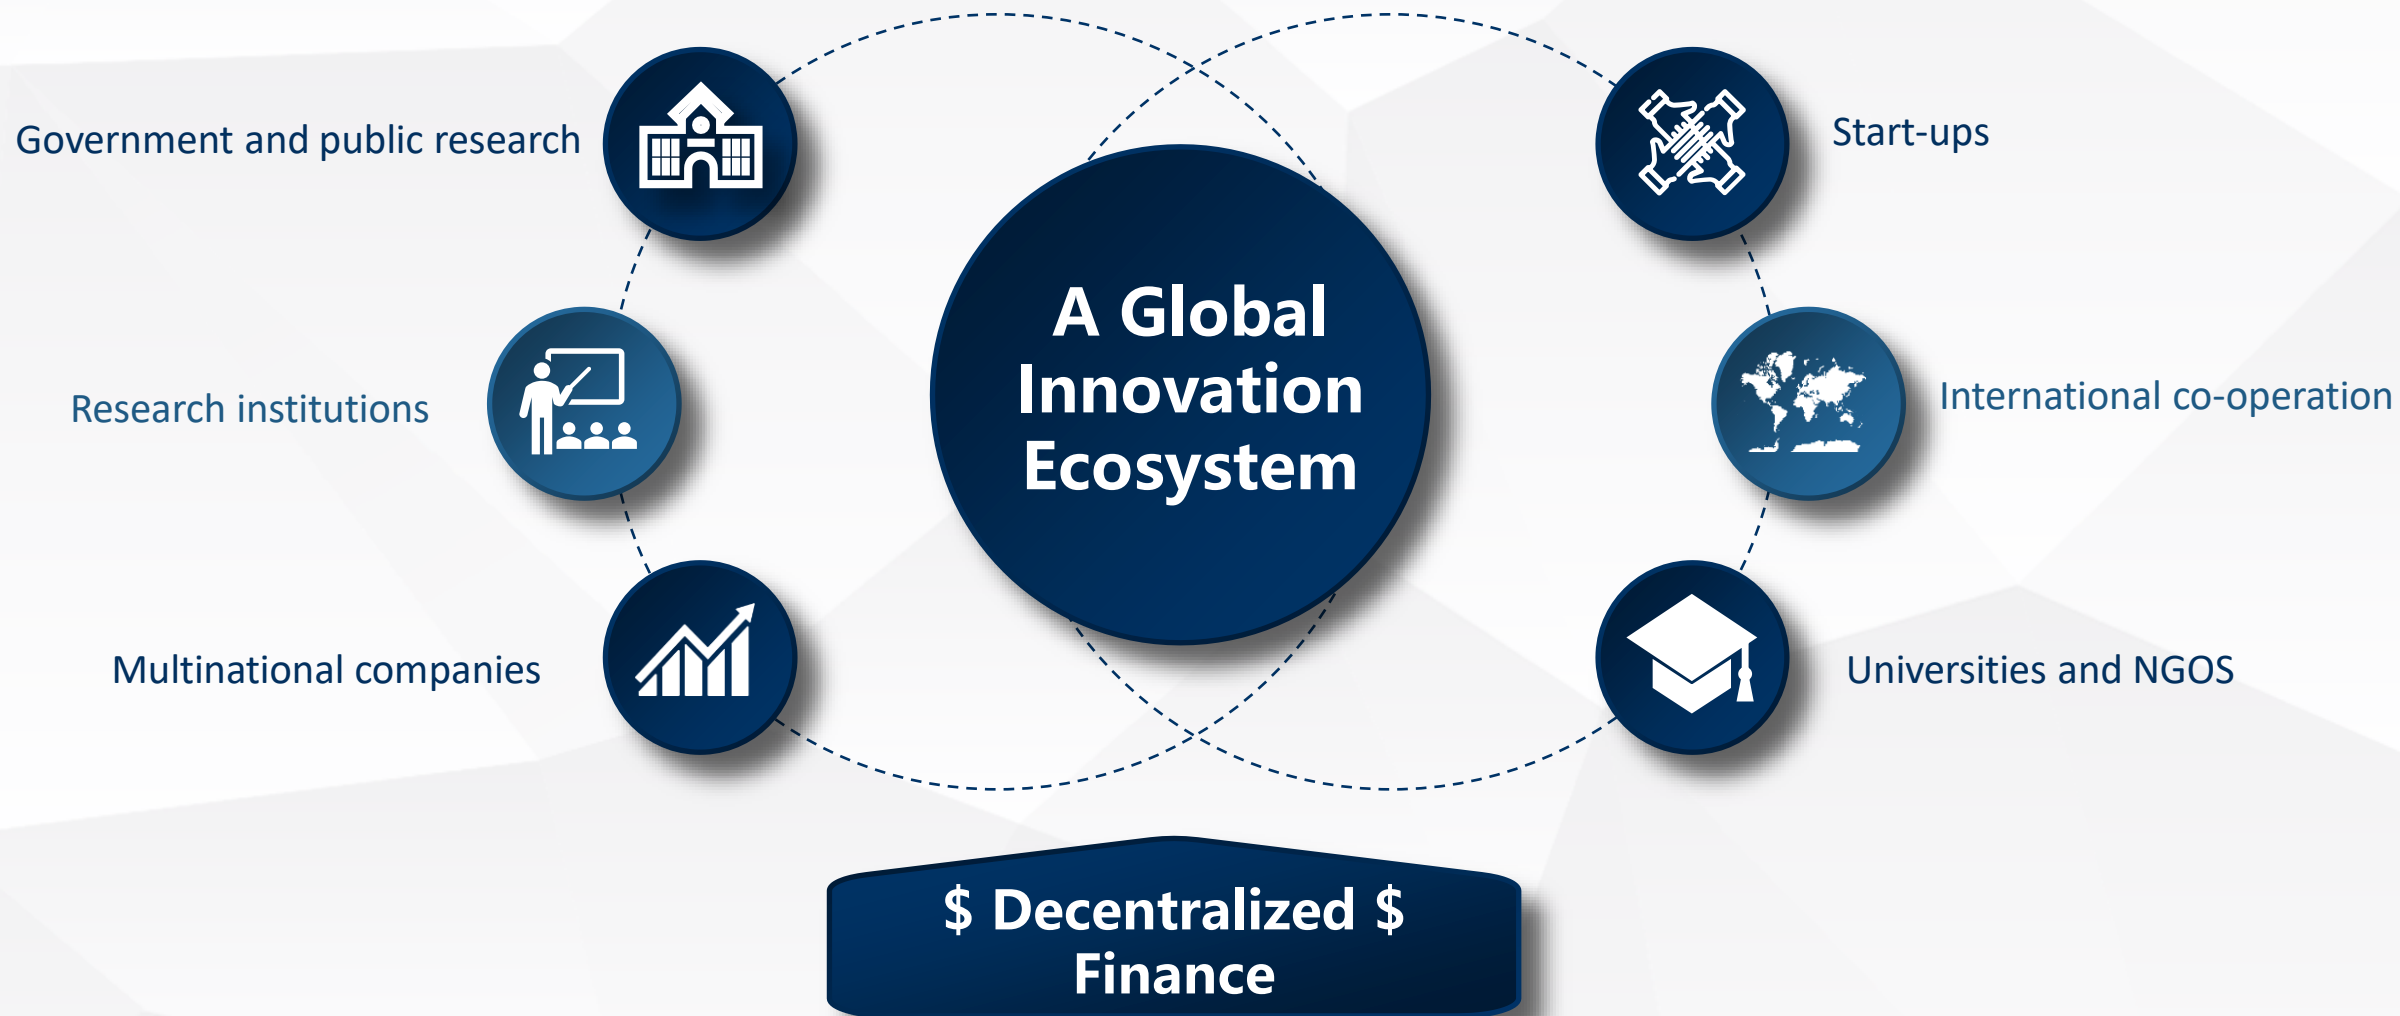 Government and public research
Research institutions
Multinational companies
A Global
Innovation
Ecosystem
Start-ups
International co-operation
Universities and NGOS
$ Decentralized $
Finance